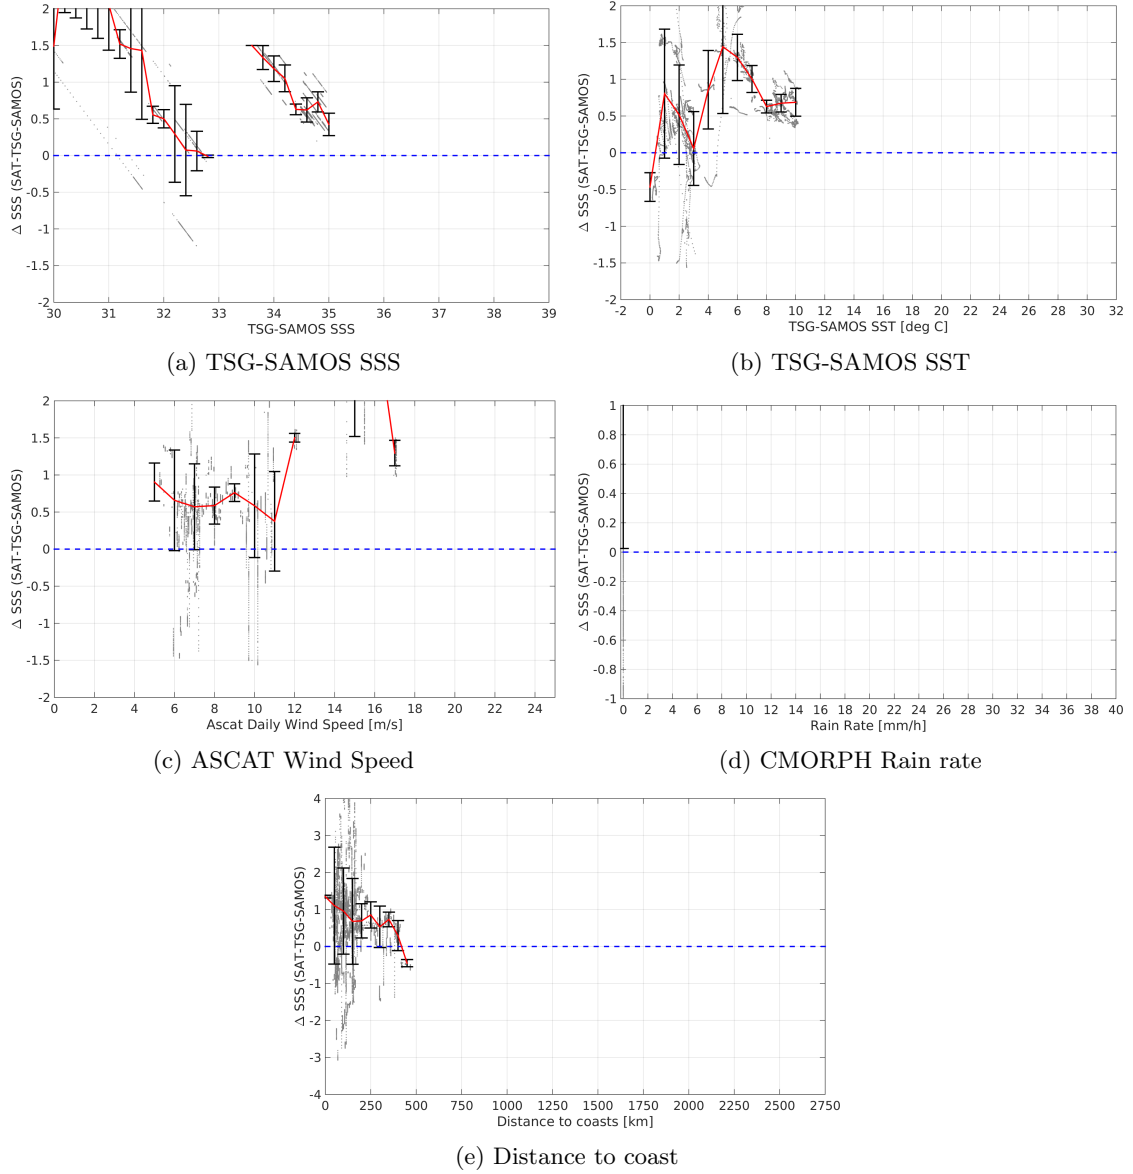 2
1.5
1
0.5
0
-0.5
-1
-1.5
-2
Δ SSS (SAT-TSG-SAMOS)
30 31 32 33 34 35 36 37 38 39
TSG-SAMOS SSS
(a) TSG-SAMOS SSS
2
1.5
1
0.5
0
-0.5
-1
-1.5
-2
Δ SSS (SAT-TSG-SAMOS)
-2 0 2 4 6 8 10 12 14 16 18 20 22 24 26 28 30 32
TSG-SAMOS SST [deg C]
(b) TSG-SAMOS SST
2
1.5
1
0.5
0
-0.5
-1
-1.5
-2
Δ SSS (SAT-TSG-SAMOS)
0 2 4 6 8 10 12 14 16 18 20 22 24
Ascat Daily Wind Speed [m/s]
(c) ASCAT Wind Speed
1
0.8
0.6
0.4
0.2
0
-0.2
-0.4
-0.6
-0.8
-1
Δ SSS (SAT-TSG-SAMOS)
0 2 4 6 8 10 12 14 16 18 20 22 24 26 28 30 32 34 36 38 40
Rain Rate [mm/h]
(d) CMORPH Rain rate
4
3
2
1
0
-1
-2
-3
-4
Δ SSS (SAT-TSG-SAMOS)
0 250 500 750 1000 1250 1500 1750 2000 2250 2500 2750
Distance to coasts [km]
(e) Distance to coast